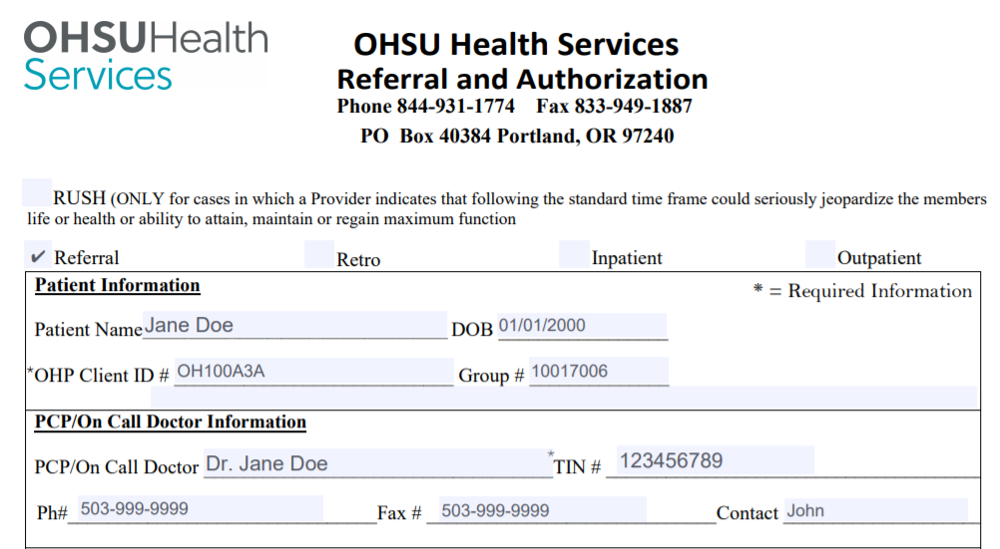 OHSUHealth
Services
OHSU Health Services
Referral and Authorization
Phone 844-931-1774 Fax 833-949-1887
PO Box 40384 Portland, OR 97240
RUSH (ONLY for cases in which a Provider indicates that following the standard time frame could seriously jeopardize the members
life or health or ability to attain, maintain or regain maximum function
✔ Referral Retro Inpatient Outpatient
Patient Information * = Required Information
Patient Name Jane Doe DOB 01/01/2000
*OHP Client ID # OH100A3A Group # 10017006
PCP/On Call Doctor Information
PCP/On Call Doctor Dr. Jane Doe *TIN # 123456789
Ph# 503-999-9999 Fax # 503-999-9999 Contact John